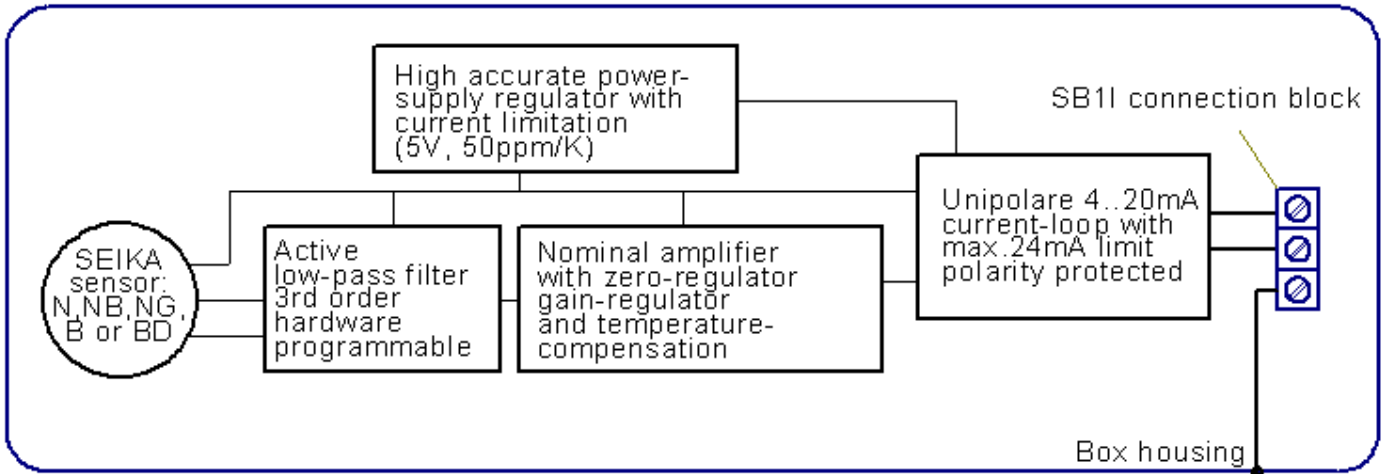 High accurate power-
supply regulator with
current limitation
(5V, 50ppm/K)
SB1I connection block
Unipolare 4..20mA
current-loop with
max.24mA limit
polarity protected
SEIKA
sensor:
N,NB,NG,
B or BD
Active
low-pass filter
3rd order
hardware
programmable
Nominal amplifier
with zero-regulator
gain-regulator
and temperature-
compensation
Box housing